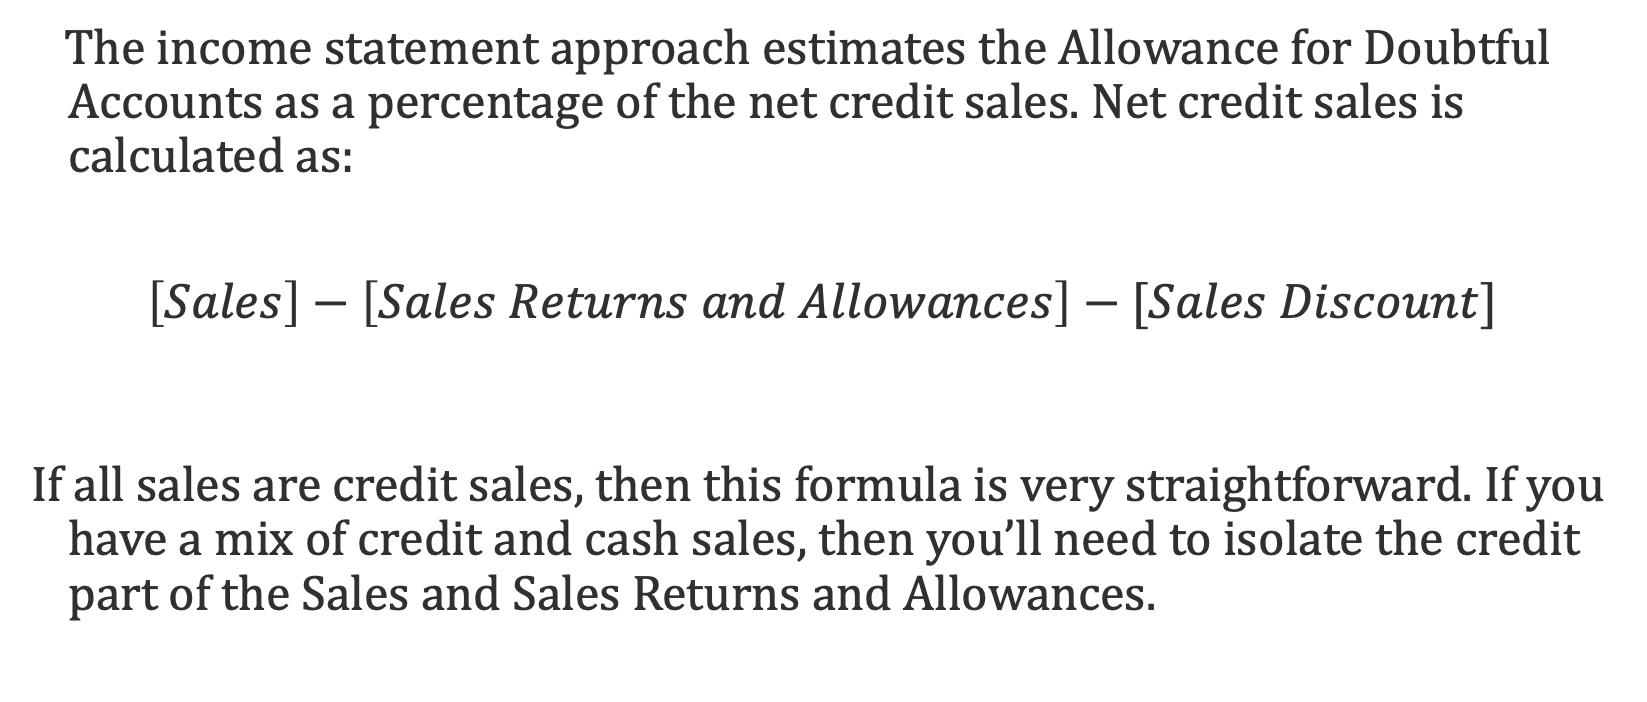 The income statement approach estimates the Allowance for Doubtful
Accounts as a percentage of the net credit sales. Net credit sales is
calculated as:
[Sales] − [Sales Returns and Allowances] − [Sales Discount]
If all sales are credit sales, then this formula is very straightforward. If you
have a mix of credit and cash sales, then you’ll need to isolate the credit
part of the Sales and Sales Returns and Allowances.